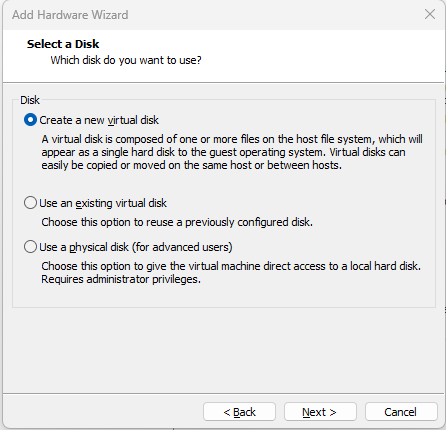 Add Hardware Wizard
Select a Disk
Which disk do you want to use?
Disk
Create a new virtual disk
A virtual disk is composed of one or more files on the host file system, which will
appear as a single hard disk to the guest operating system. Virtual disks can
easily be copied or moved on the same host or between hosts.
Use an existing virtual disk
Choose this option to reuse a previously configured disk.
Use a physical disk (for advanced users)
Choose this option to give the virtual machine direct access to a local hard disk.
Requires administrator privileges.
< Back
Next >
Cancel